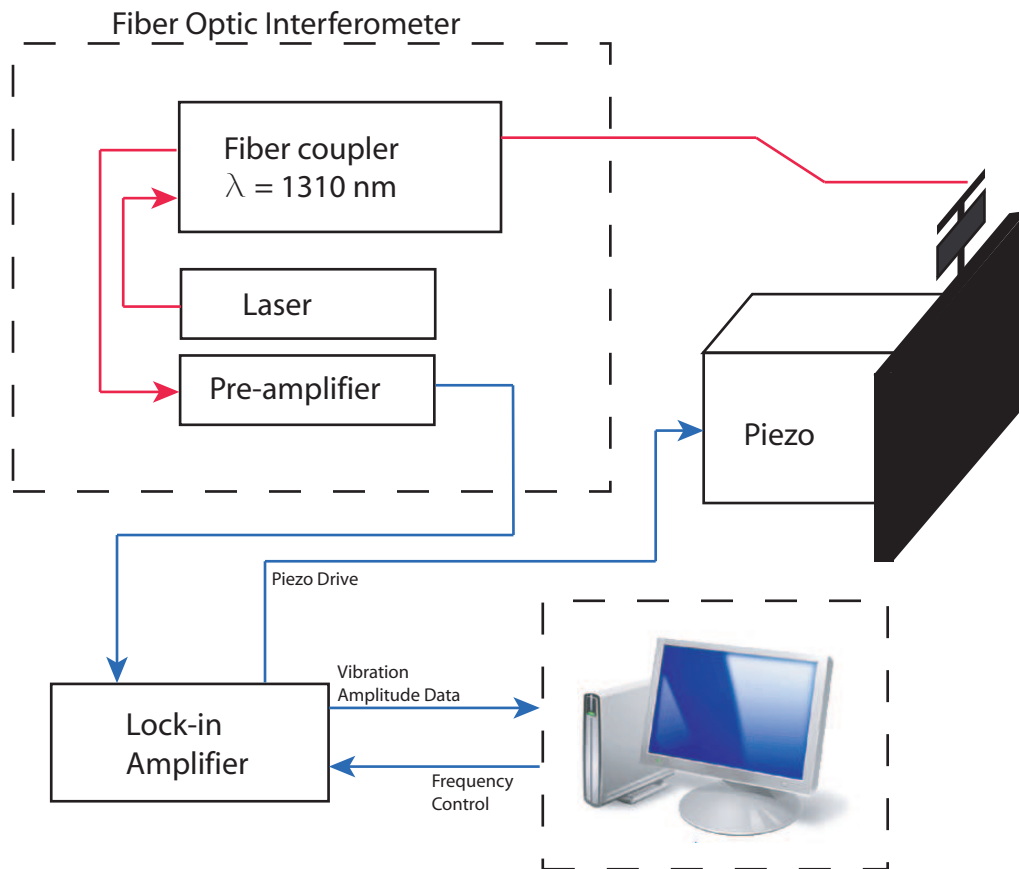 Fiber Optic Interferometer
Fiber coupler
λ = 1310 nm
Laser
Pre-amplifier
Piezo
Piezo Drive
Vibration
Amplitude Data
Lock-in
Amplifier
Frequency
Control